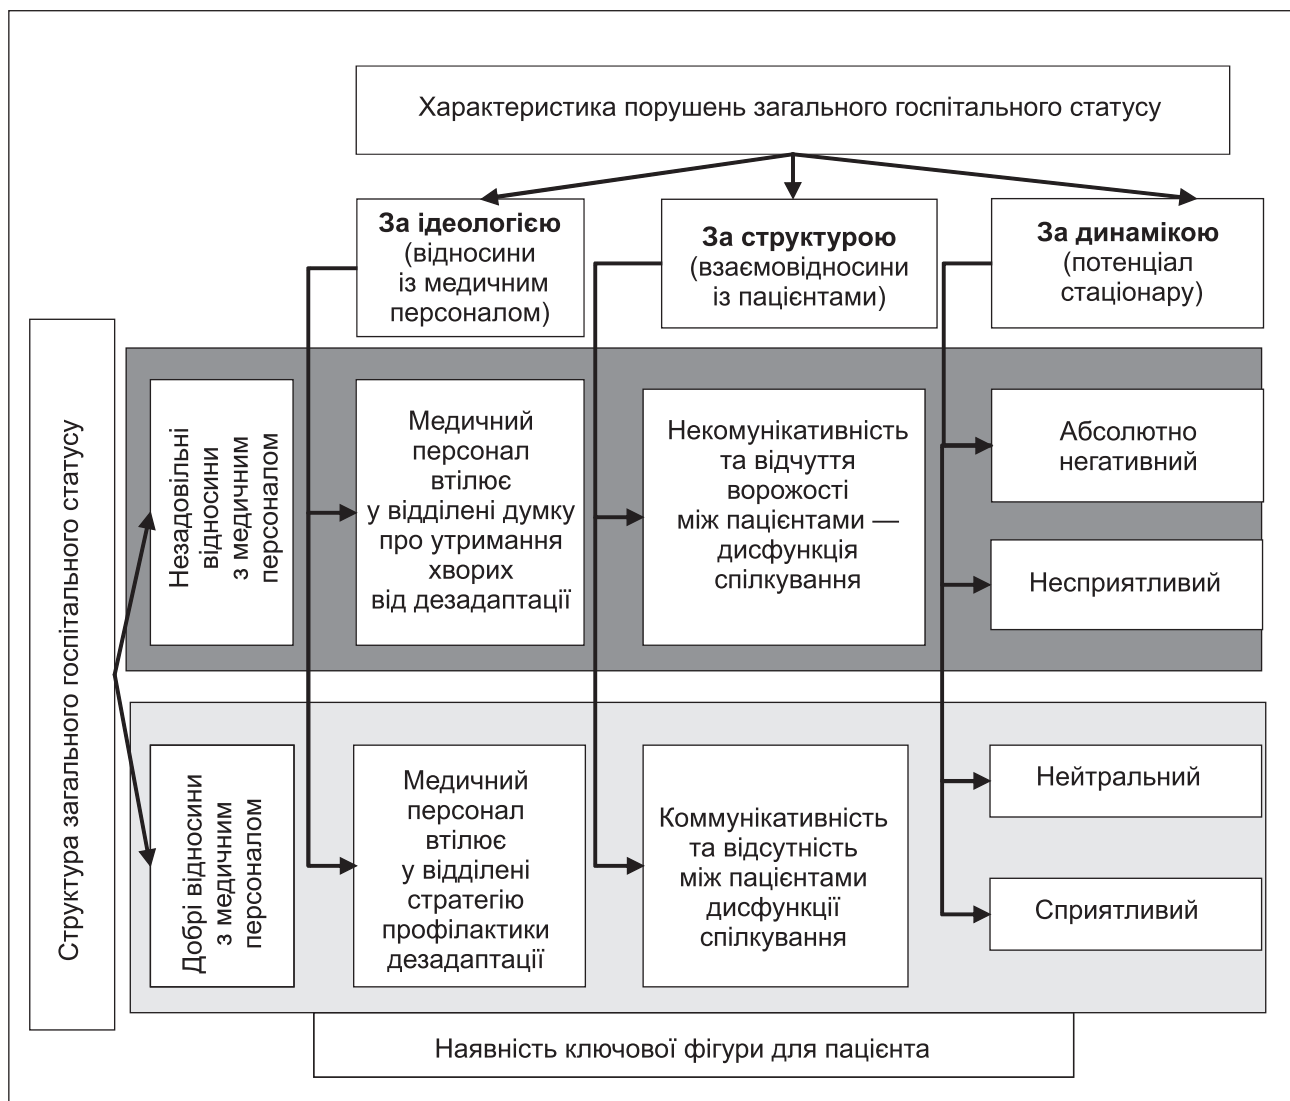 Характеристика порушень загального госпітального статусу
За ідеологією
(відносини
із медичним
персоналом)
За структурою
(взаємовідносини
із пацієнтами)
За динамікою
(потенціал
стаціонару)
Структура загального госпітального статусу
Незадовільні
відносини
з медичним
персоналом
Медичний
персонал
втілює
у відділені думку
про утримання
хворих
від дезадаптації
Некомунікативність
та відчуття
ворожості
між пацієнтами —
дисфункція
спілкування
Абсолютно
негативний
Несприятливий
Добрі відносини
з медичним
персоналом
Медичний
персонал
втілює
у відділені
стратегію
профілактики
дезадаптації
Коммунікативність
та відсутність
між пацієнтами
дисфункції
спілкування
Нейтральний
Сприятливий
Наявність ключової фігури для пацієнта